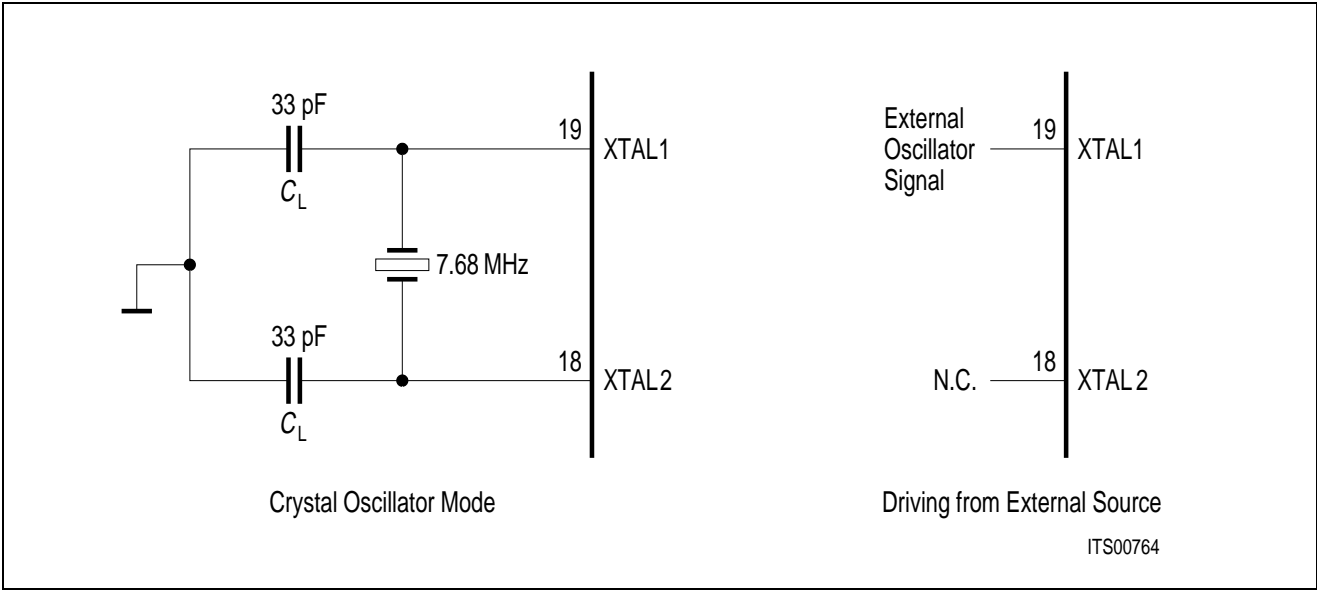 33 pF
C_L
19
XTAL1
7.68 MHz
33 pF
C_L
18
XTAL2
Crystal Oscillator Mode
External
Oscillator
Signal
19
XTAL1
N.C.
18
XTAL 2
Driving from External Source
ITS00764